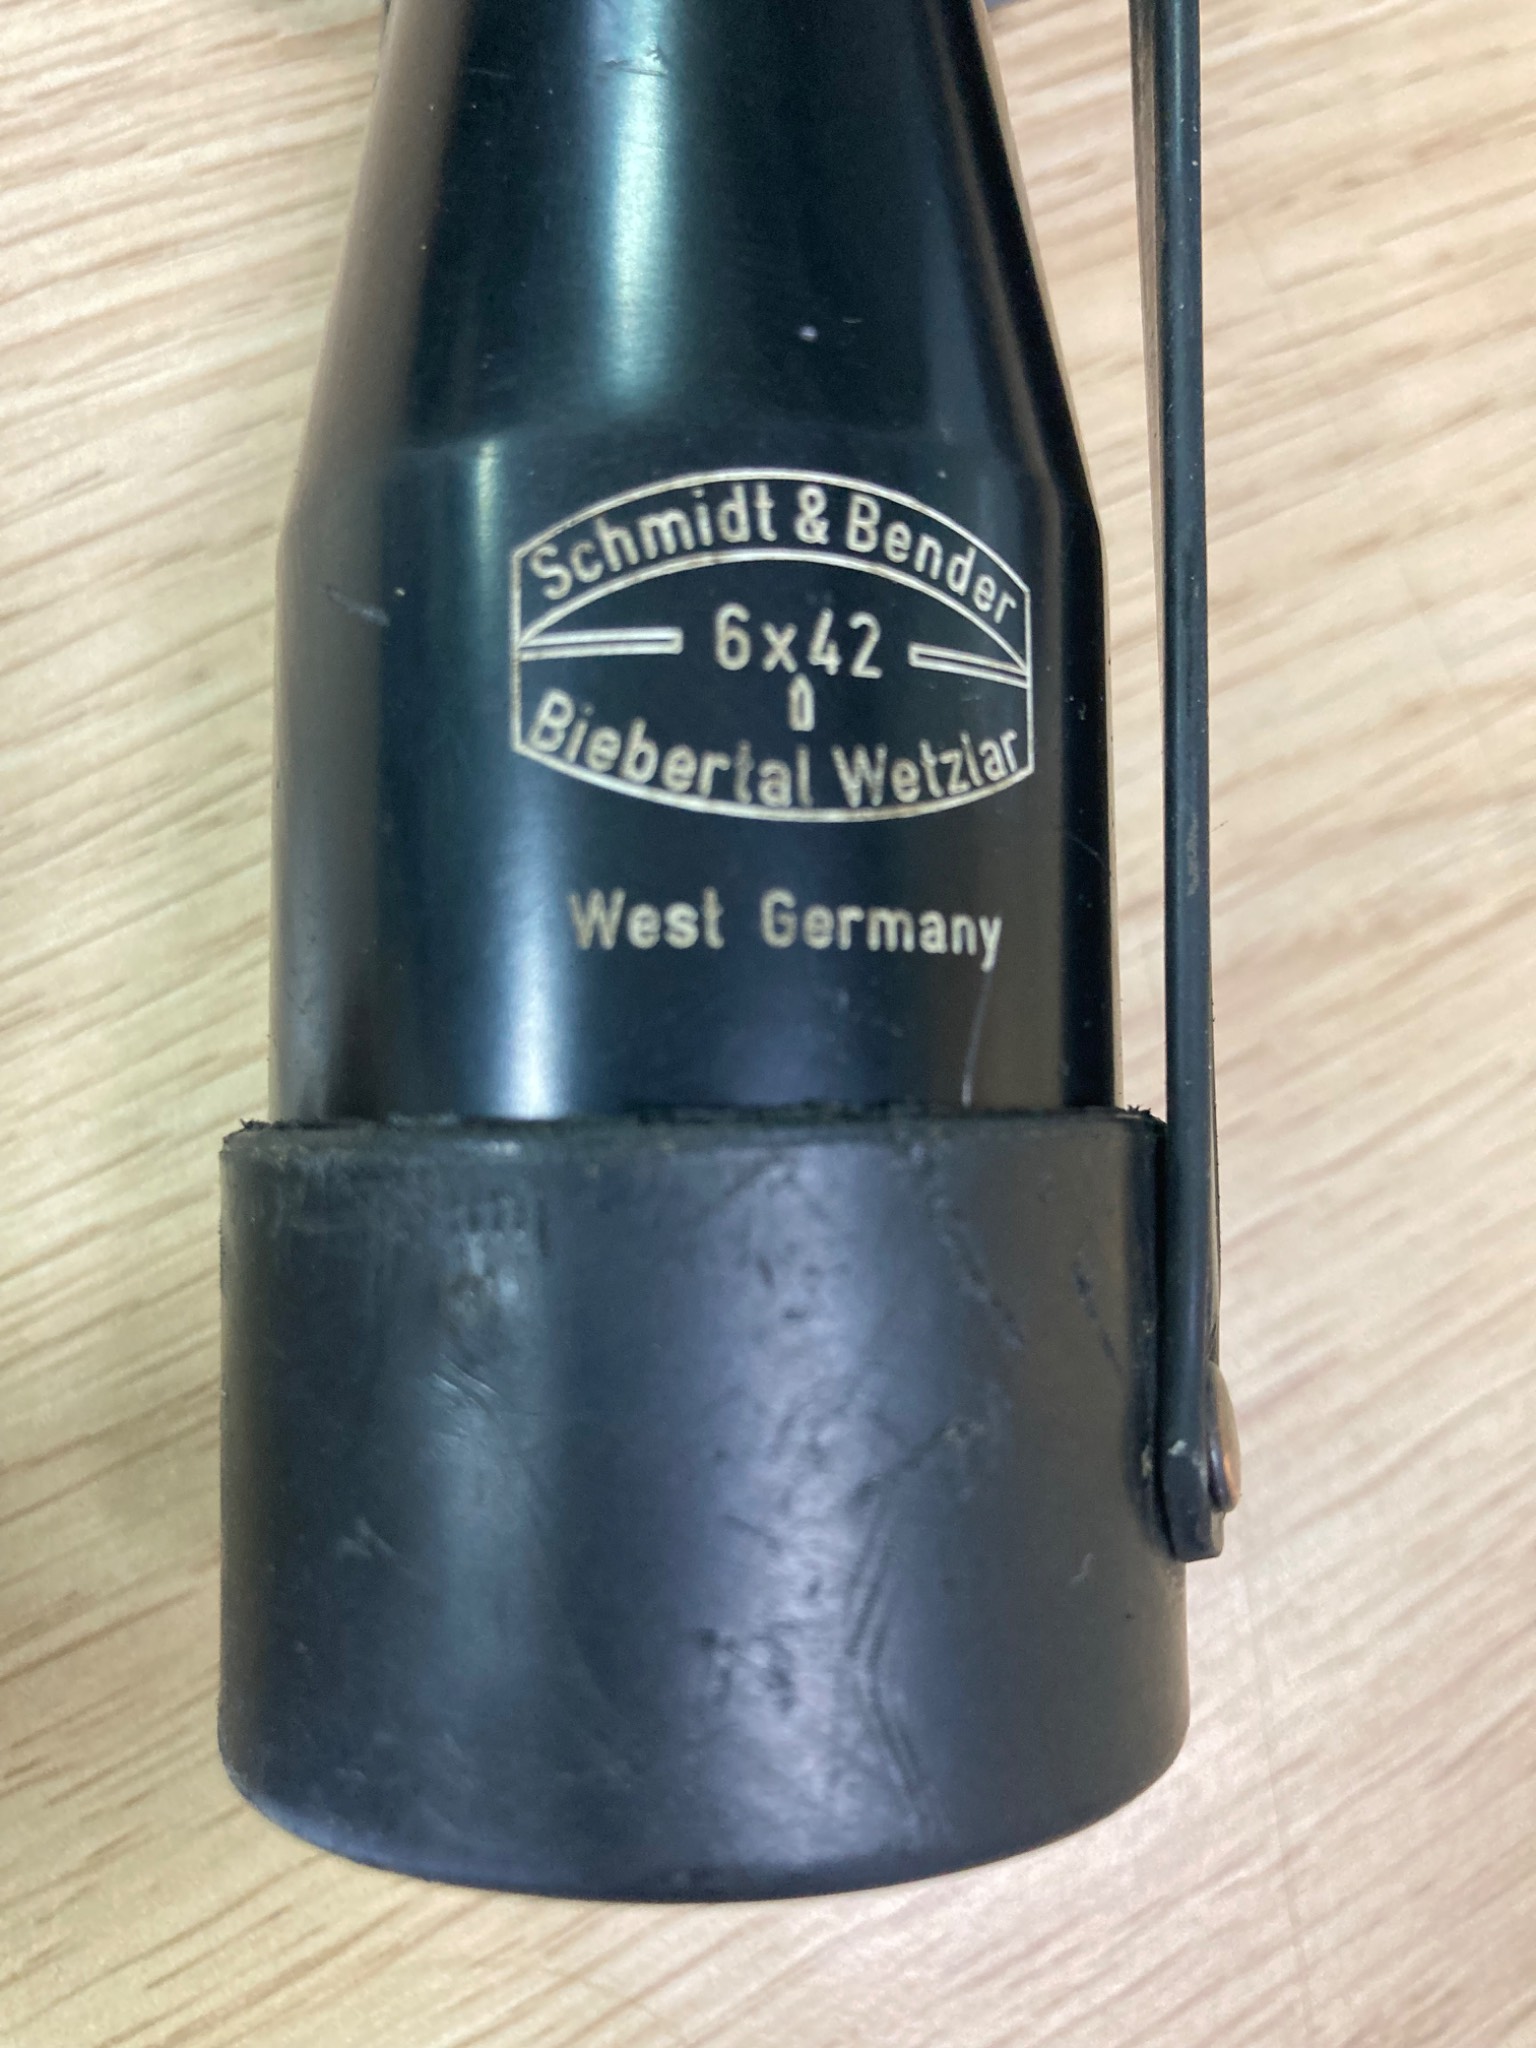 Schmidt & Bender
6x42
Biebertal Wetzlar
West Germany